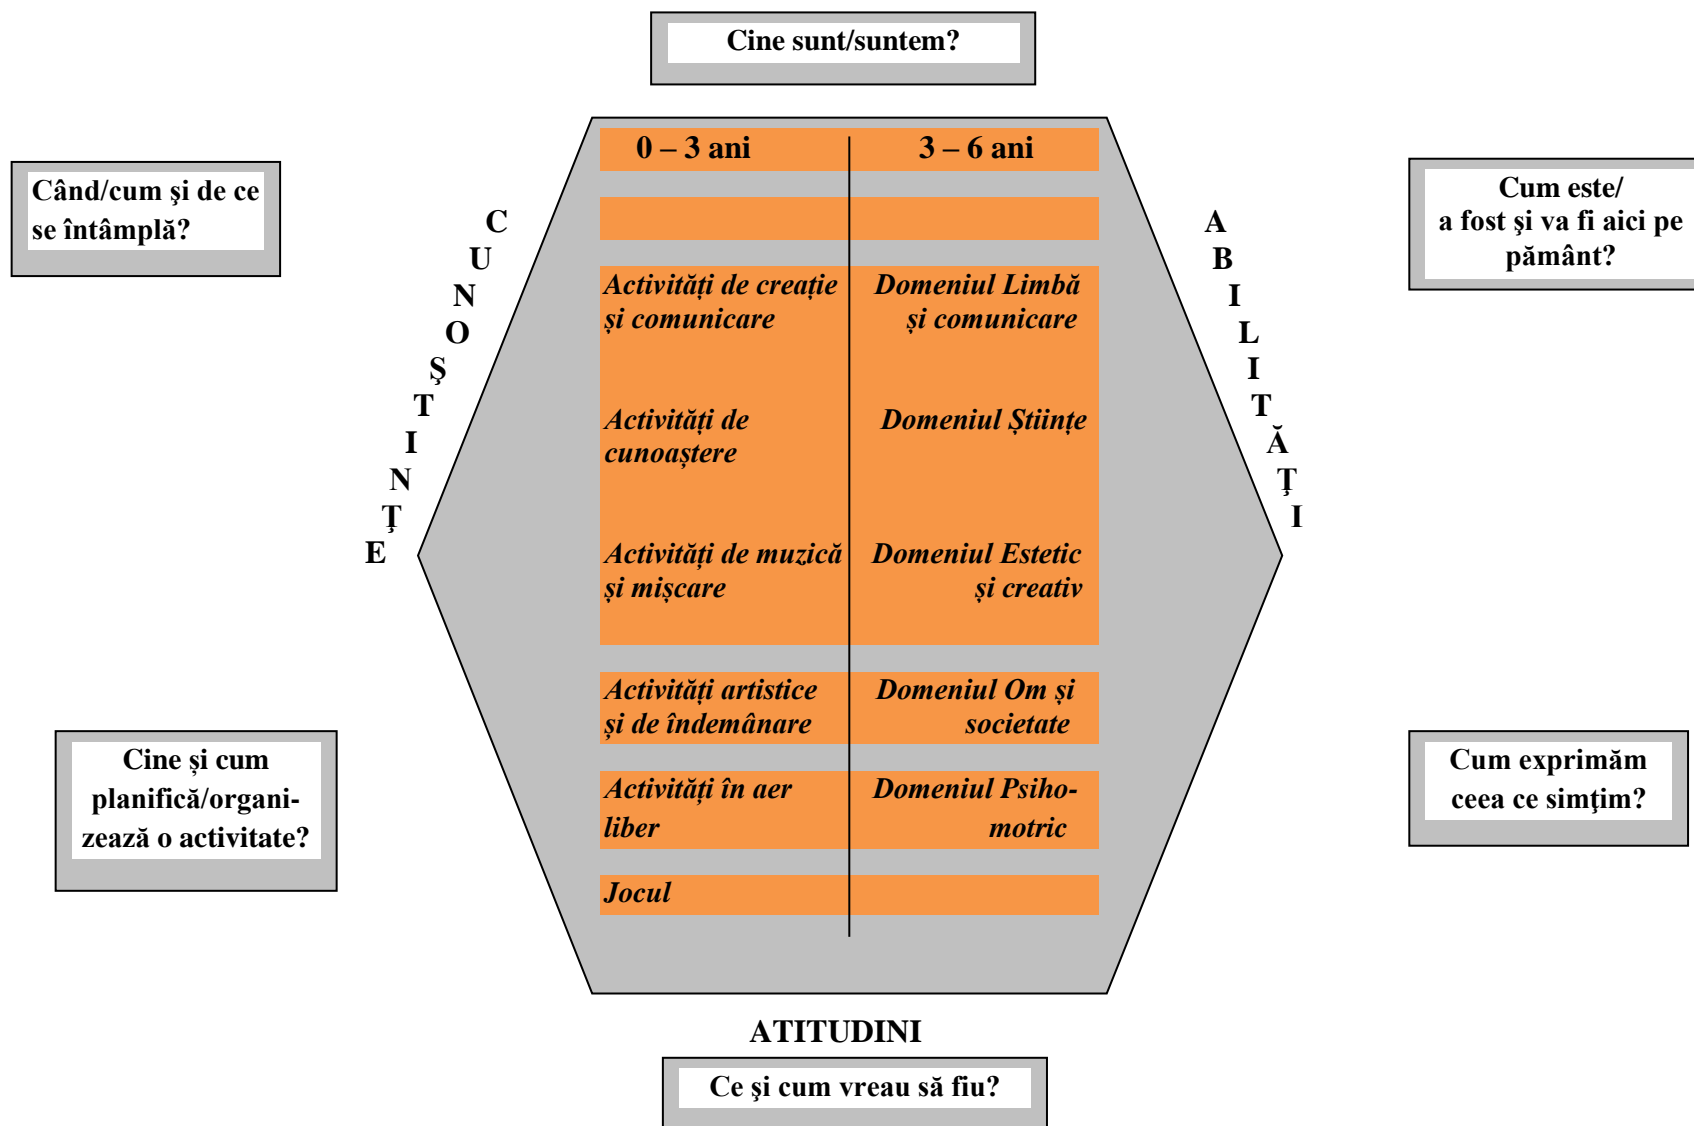 Cine sunt/suntem?
Când/cum şi de ce
se întâmplă?
Cum este/
a fost şi va fi aici pe
pământ?
CUNOŞTINŢE
ABILITĂŢI
0 – 3 ani
3 – 6 ani
Activități de creație
și comunicare
Domeniul Limbă
și comunicare
Activități de
cunoaștere
Domeniul Științe
Activități de muzică
și mișcare
Domeniul Estetic
și creativ
Activități artistice
și de îndemânare
Domeniul Om și
societate
Activități în aer
liber
Domeniul Psiho-
motric
Jocul
Cine și cum
planifică/organi-
zează o activitate?
Cum exprimăm
ceea ce simţim?
ATITUDINI
Ce şi cum vreau să fiu?